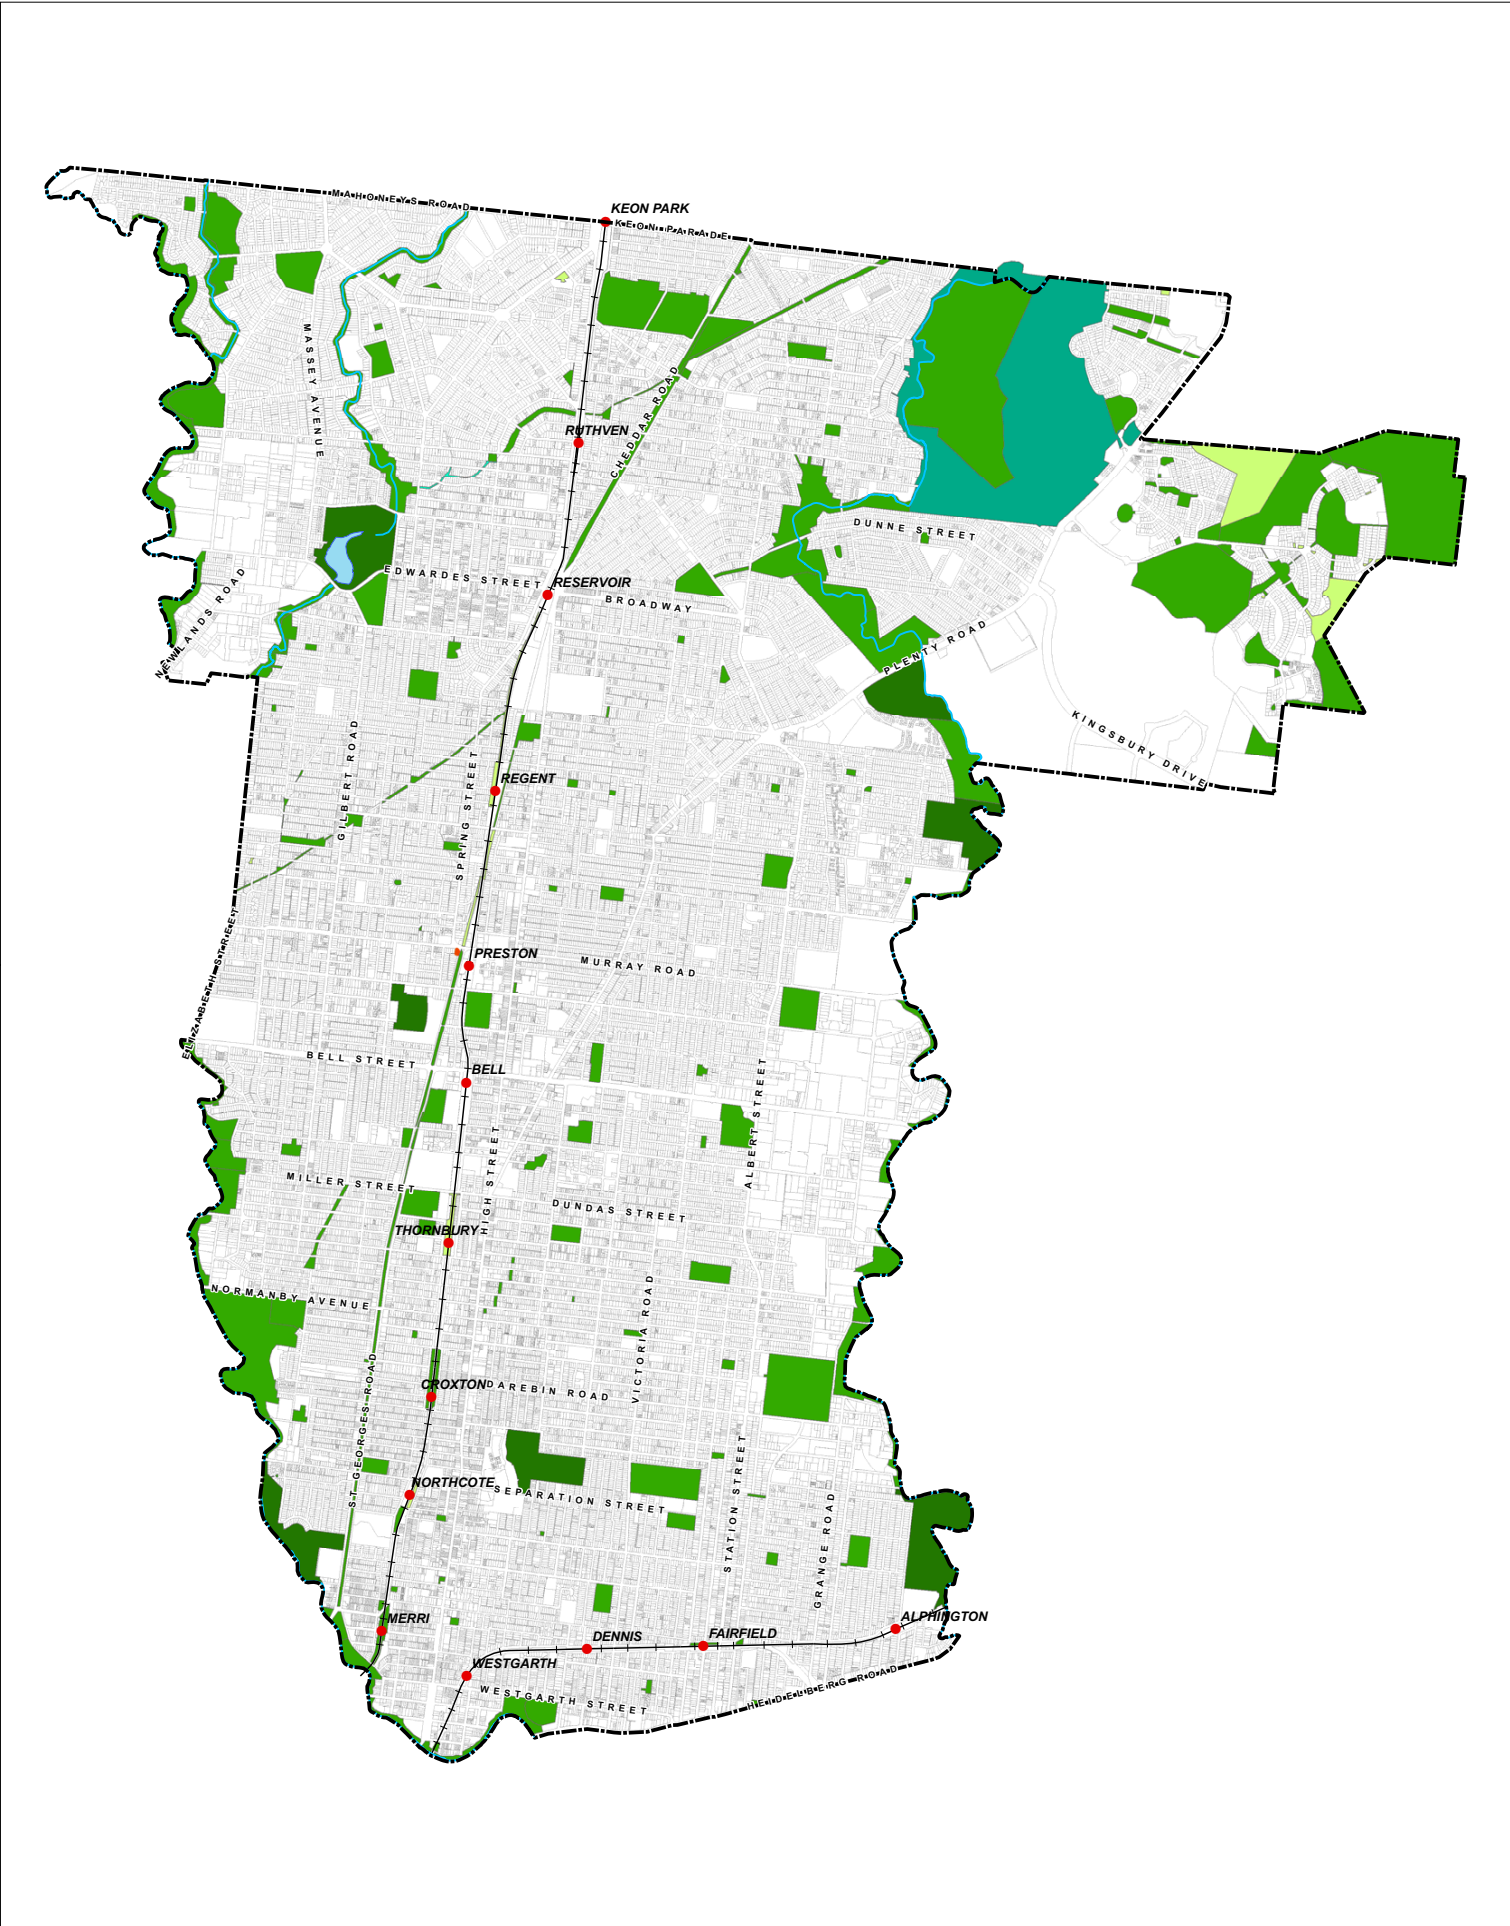 MAHONEYS ROAD
KEON PARK
KEON PARADE
MASSEY AVENUE
CHEDDAR ROAD
RUTHVEN
DUNNE STREET
EDWARDES STREET
RESERVOIR
BROADWAY
NEWLANDS ROAD
PLENTY ROAD
KINGSBURY DRIVE
GILBERT ROAD
SPRING STREET
REGENT
ELIZABETH STREET
PRESTON
MURRAY ROAD
BELL STREET
BELL
ALBERT STREET
HIGH STREET
MILLER STREET
DUNDAS STREET
THORNBURY
NORMANBY AVENUE
VICTORIA ROAD
ST GEORGES ROAD
CROXTON
DAREBIN ROAD
NORTHCOTE
SEPARATION STREET
STATION STREET
GRANGE ROAD
MERRI
ALPHINGTON
DENNIS
FAIRFIELD
WESTGARTH
WESTGARTH STREET
HEIDELBERG ROAD